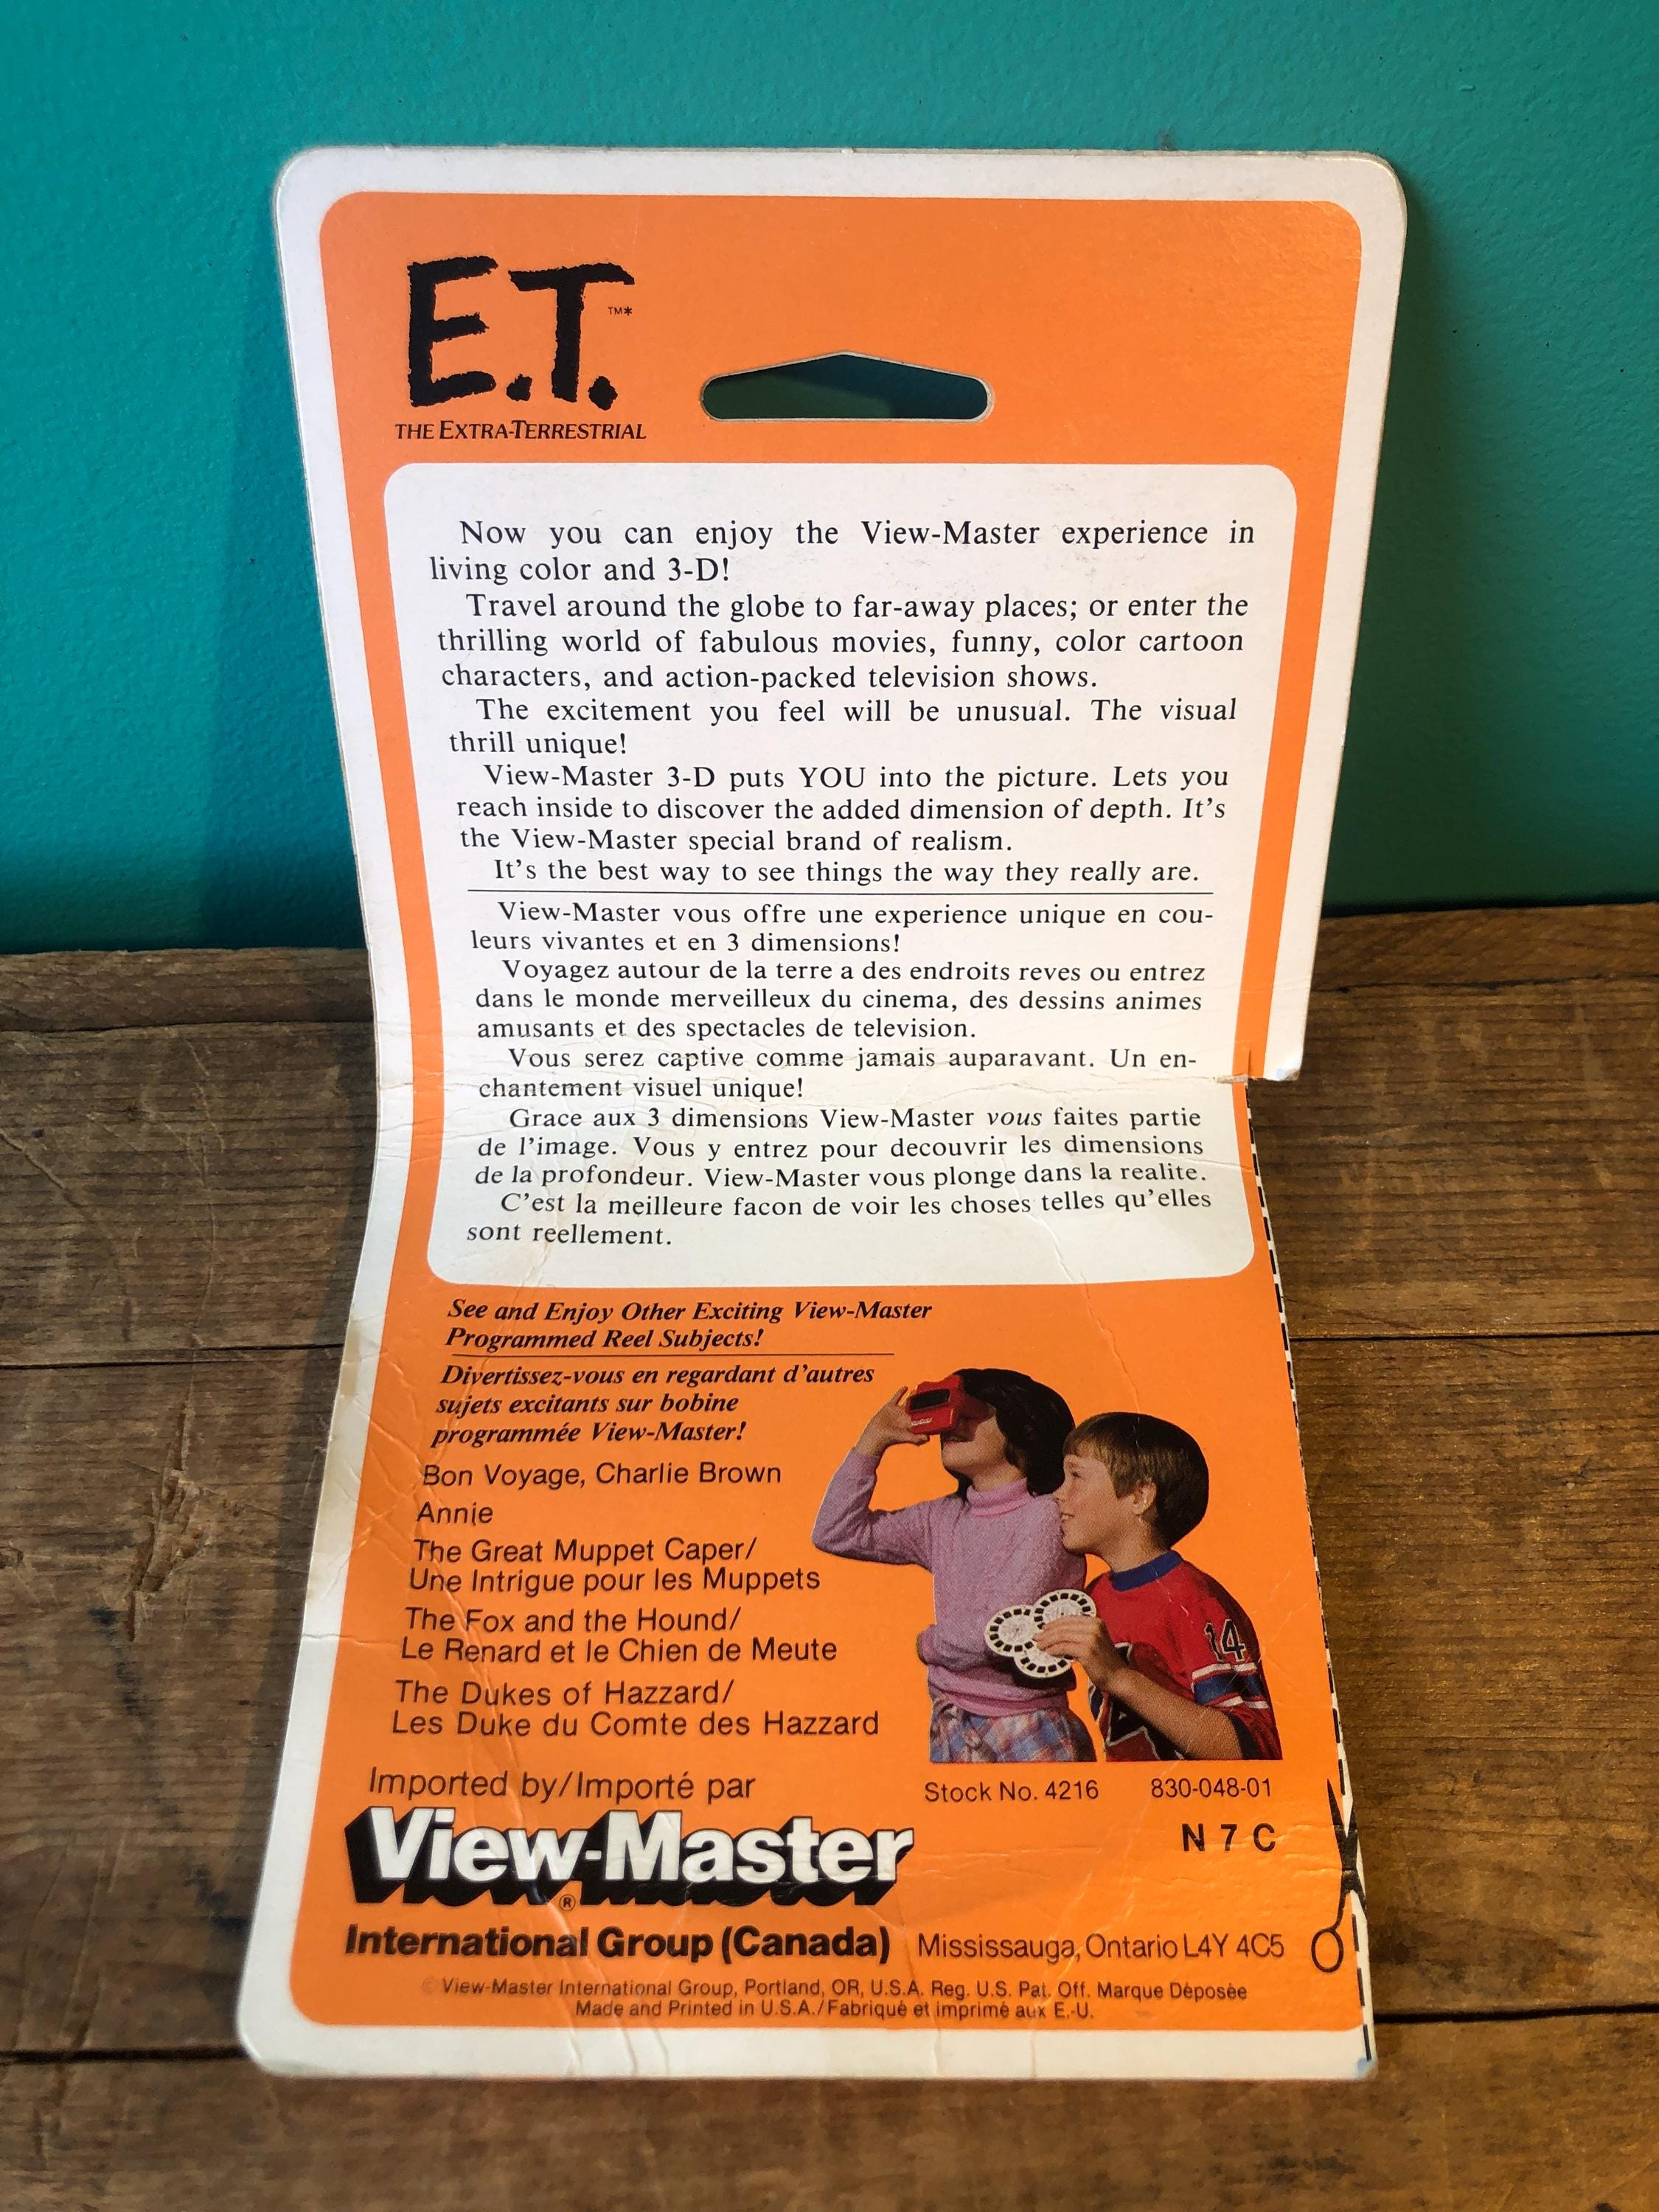 E.T.™*
THE EXTRA-TERRESTRIAL
Now you can enjoy the View-Master experience in
living color and 3-D!
Travel around the globe to far-away places; or enter the
thrilling world of fabulous movies, funny, color cartoon
characters, and action-packed television shows.
The excitement you feel will be unusual. The visual
thrill unique!
View-Master 3-D puts YOU into the picture. Lets you
reach inside to discover the added dimension of depth. It's
the View-Master special brand of realism.
It's the best way to see things the way they really are.
View-Master vous offre une experience unique en cou-
leurs vivantes et en 3 dimensions!
Voyagez autour de la terre a des endroits reves ou entrez
dans le monde merveilleux du cinema, des dessins animes
amusants et des spectacles de television.
Vous serez captive comme jamais auparavant. Un en-
chantement visuel unique!
Grace aux 3 dimensions View-Master vous faites partie
de l'image. Vous y entrez pour decouvrir les dimensions
de la profondeur. View-Master vous plonge dans la realite.
C'est la meilleure facon de voir les choses telles qu'elles
sont reellement.
See and Enjoy Other Exciting View-Master
Programmed Reel Subjects!
Divertissez-vous en regardant d'autres
sujets excitants sur bobine
programmée View-Master!
Bon Voyage, Charlie Brown
Annie
The Great Muppet Caper/
Une Intrigue pour les Muppets
The Fox and the Hound/
Le Renard et le Chien de Meute
The Dukes of Hazzard/
Les Duke du Comte des Hazzard
14
Imported by/Importé par
Stock No. 4216 830-048-01
View-Master®
N 7 C
International Group (Canada) Mississauga, Ontario L4Y 4C5
© View-Master International Group, Portland, OR, U.S.A. Reg. U.S. Pat. Off. Marque Déposée
Made and Printed in U.S.A./Fabriqué et imprimé aux E.-U.